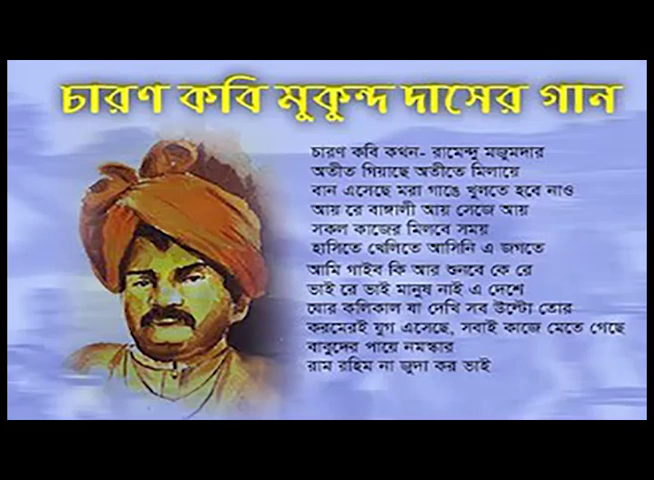 চারণ কবি মুকুন্দ দাসের গান
চারণ কবি কথন- রামেন্দু মজুমদার
অতীত গিয়াছে অতীতে মিলায়ে
বান এসেছে মরা গাঙে খুলতে হবে নাও
আয় রে বাঙ্গালী আয় সেজে আয়
সকল কাজের মিলবে সময়
হাসিতে খেলিতে আসিনি এ জগতে
আমি গাইব কি আর শুনবে কে রে
ভাই রে ভাই মানুষ নাই এ দেশে
ঘোর কলিকাল যা দেখি সব উল্টো তোর
করমেরই যুগ এসেছে, সবাই কাজে মেতে গেছে
বাবুদের পায়ে নমস্কার
রাম রহিম না জুদা কর ভাই